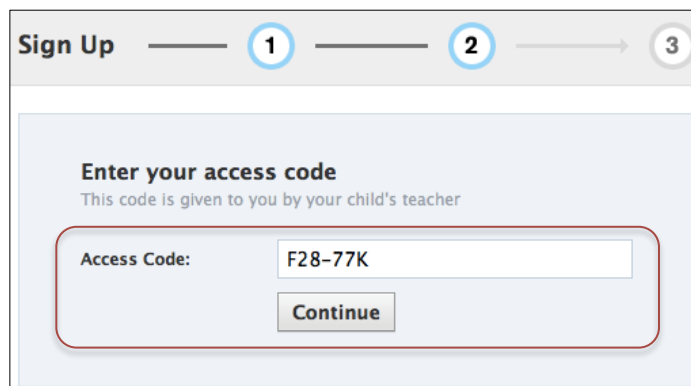 Sign Up 1 2 3
Enter your access code
This code is given to you by your child's teacher
Access Code: F28-77K
Continue